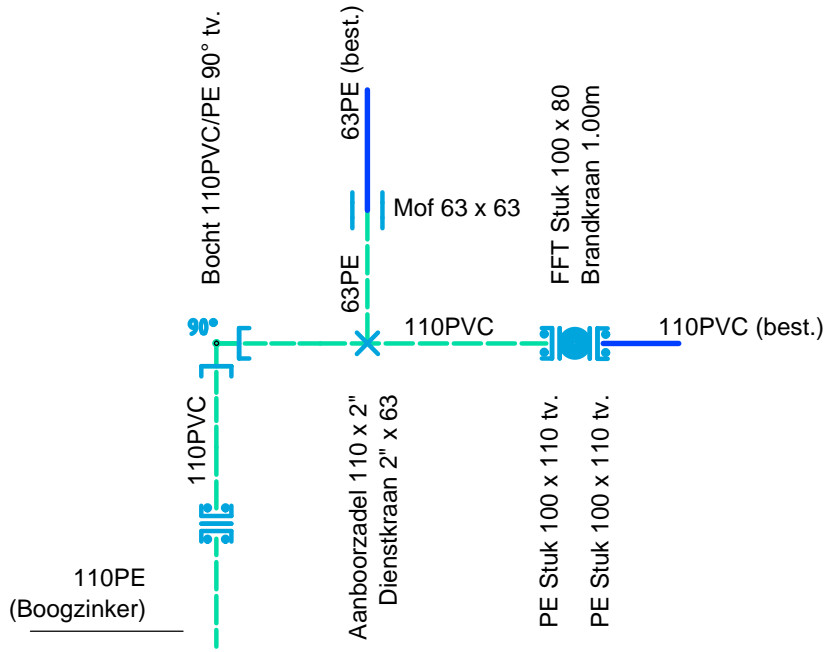 Bocht 110PVC/PE 90° tv.
63PE (best.)
FFT Stuk 100 x 80
Brandkraan 1.00m
Mof 63 x 63
63PE
90°
110PVC
110PVC (best.)
110PVC
Aanboorzadel 110 x 2"
Dienstkraan 2" x 63
PE Stuk 100 x 110 tv.
PE Stuk 100 x 110 tv.
110PE
(Boogzinker)